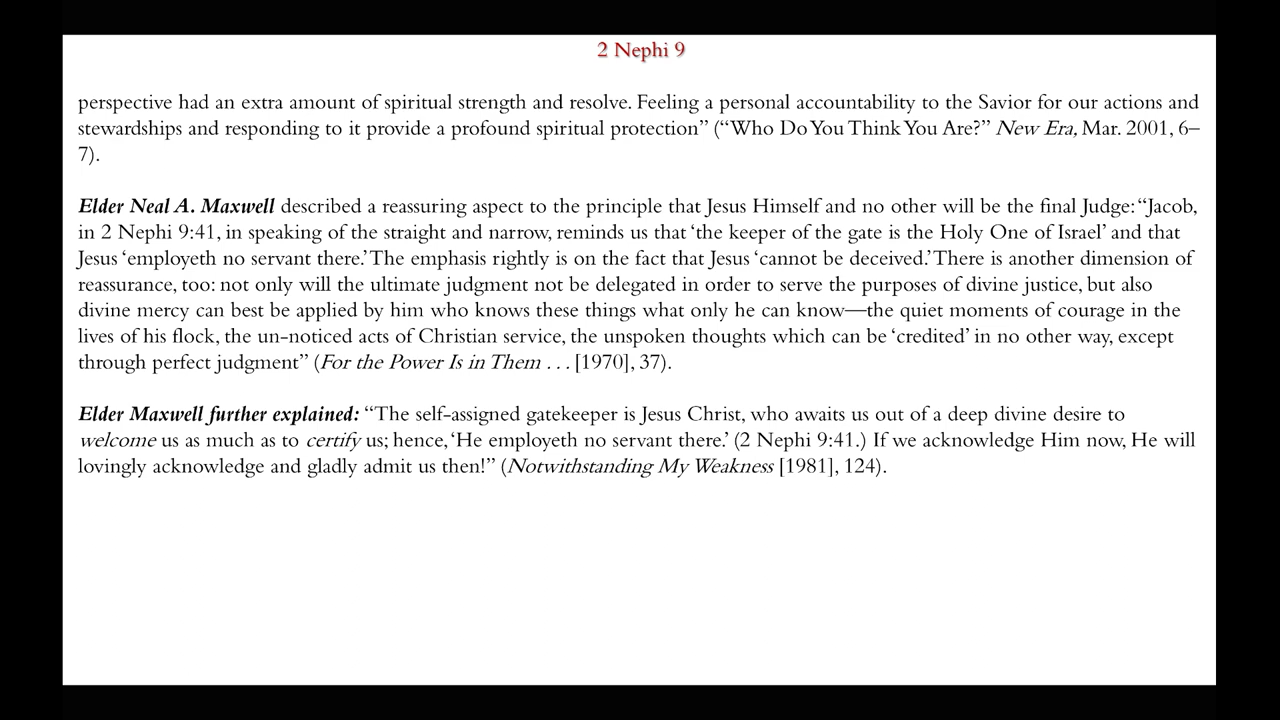 2 Nephi 9
perspective had an extra amount of spiritual strength and resolve. Feeling a personal accountability to the Savior for our actions and
stewardships and responding to it provide a profound spiritual protection” (“Who Do You Think You Are?” New Era, Mar. 2001, 6–
7).
Elder Neal A. Maxwell described a reassuring aspect to the principle that Jesus Himself and no other will be the final Judge: “Jacob,
in 2 Nephi 9:41, in speaking of the straight and narrow, reminds us that ‘the keeper of the gate is the Holy One of Israel’ and that
Jesus ‘employeth no servant there.’ The emphasis rightly is on the fact that Jesus ‘cannot be deceived.’ There is another dimension of
reassurance, too: not only will the ultimate judgment not be delegated in order to serve the purposes of divine justice, but also
divine mercy can best be applied by him who knows these things what only he can know—the quiet moments of courage in the
lives of his flock, the un-noticed acts of Christian service, the unspoken thoughts which can be ‘credited’ in no other way, except
through perfect judgment” (For the Power Is in Them . . . [1970], 37).
Elder Maxwell further explained: “The self-assigned gatekeeper is Jesus Christ, who awaits us out of a deep divine desire to
welcome us as much as to certify us; hence, ‘He employeth no servant there.’ (2 Nephi 9:41.) If we acknowledge Him now, He will
lovingly acknowledge and gladly admit us then!” (Notwithstanding My Weakness [1981], 124).